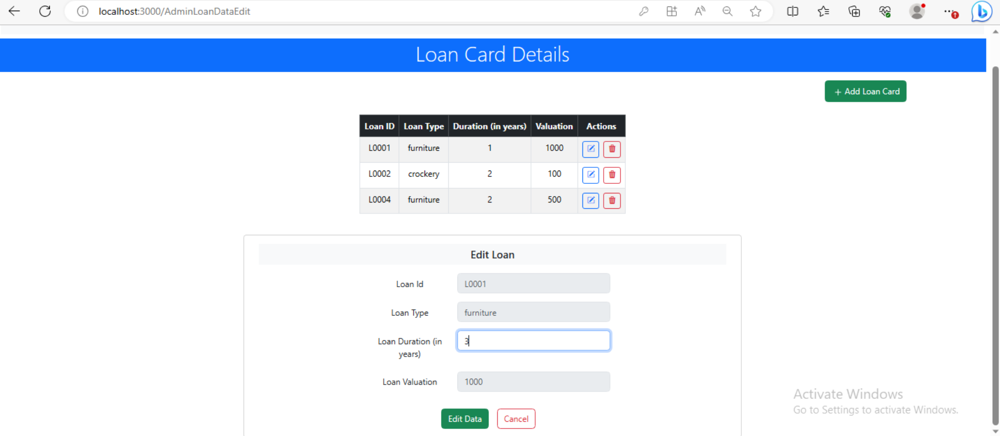 localhost:3000/AdminLoanDataEdit
Loan Card Details
+ Add Loan Card
Loan ID Loan Type Duration (in years) Valuation Actions
L0001 furniture 1 1000
L0002 crockery 2 100
L0004 furniture 2 500
Edit Loan
Loan Id L0001
Loan Type furniture
Loan Duration (in 3
years)
Loan Valuation 1000
Edit Data Cancel
Activate Windows
Go to Settings to activate Windows.